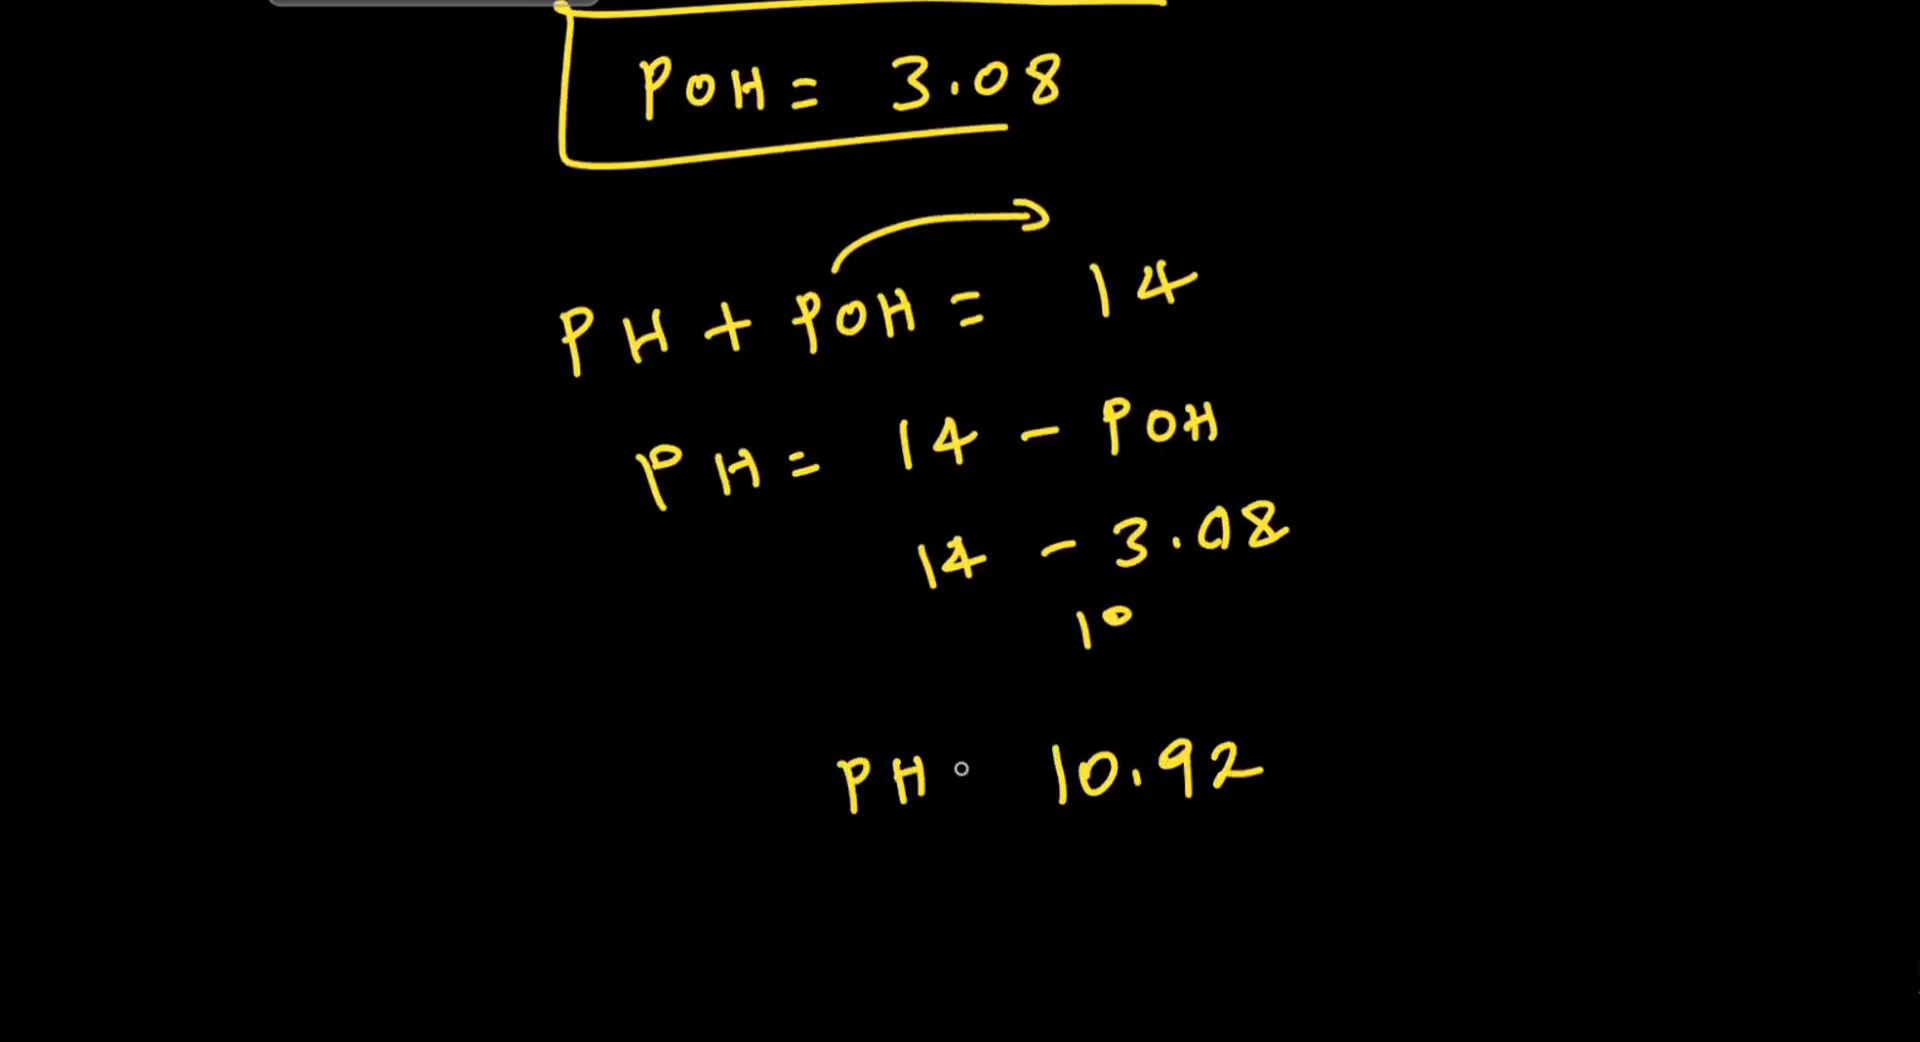 POH = 3.08
PH + POH = 14
PH = 14 - POH
14 - 3.08
10
PH 10.92